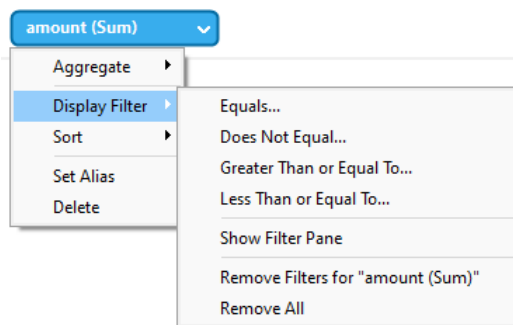 amount (Sum)
Aggregate
Display Filter
Sort
Set Alias
Delete
Equals...
Does Not Equal...
Greater Than or Equal To...
Less Than or Equal To...
Show Filter Pane
Remove Filters for "amount (Sum)"
Remove All